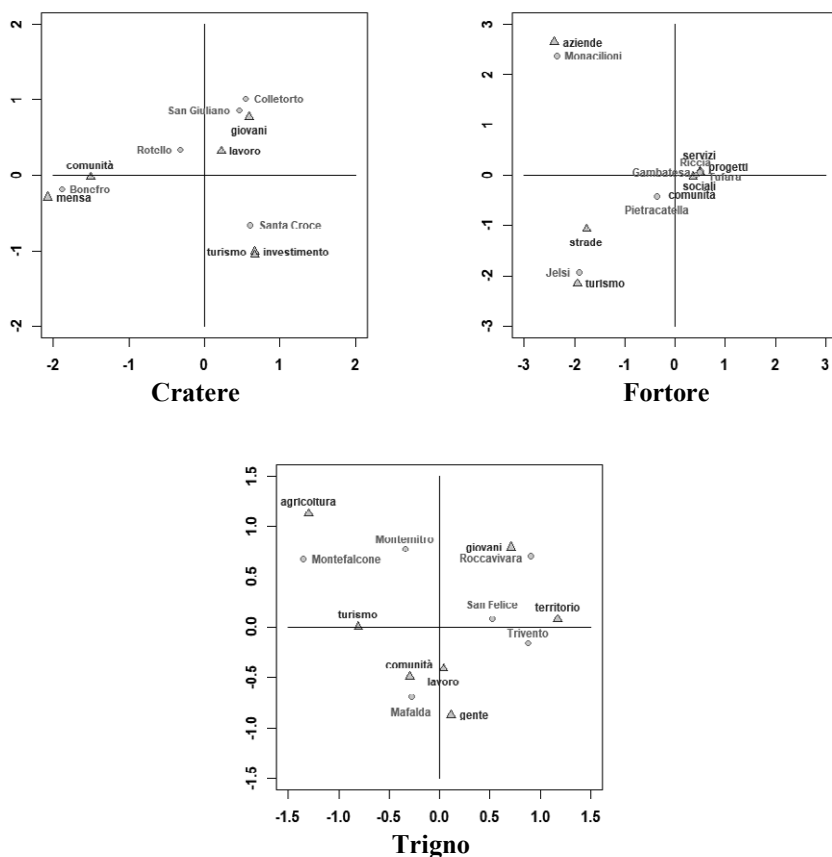 2
1
0
-1
-2
-2 -1 0 1 2
Colletorto
San Giuliano
giovani
Rotello
lavoro
comunità
Bonefro
mensa
Santa Croce
turismo investimento
Cratere
3
2
1
0
-1
-2
-3
-3 -2 -1 0 1 2 3
aziende
Monacilioni
servizi
Riccia progetti
Gambatesa Tufara
sociali
comunità
Pietracatella
strade
Jelsi
turismo
Fortore
1.5
1.0
0.5
0.0
-0.5
-1.0
-1.5
-1.5 -1.0 -0.5 0.0 0.5 1.0 1.5
agricoltura
Montemitro
giovani
Montefalcone
Roccavivara
San Felice
territorio
turismo
Trivento
comunità
lavoro
Mafalda
gente
Trigno